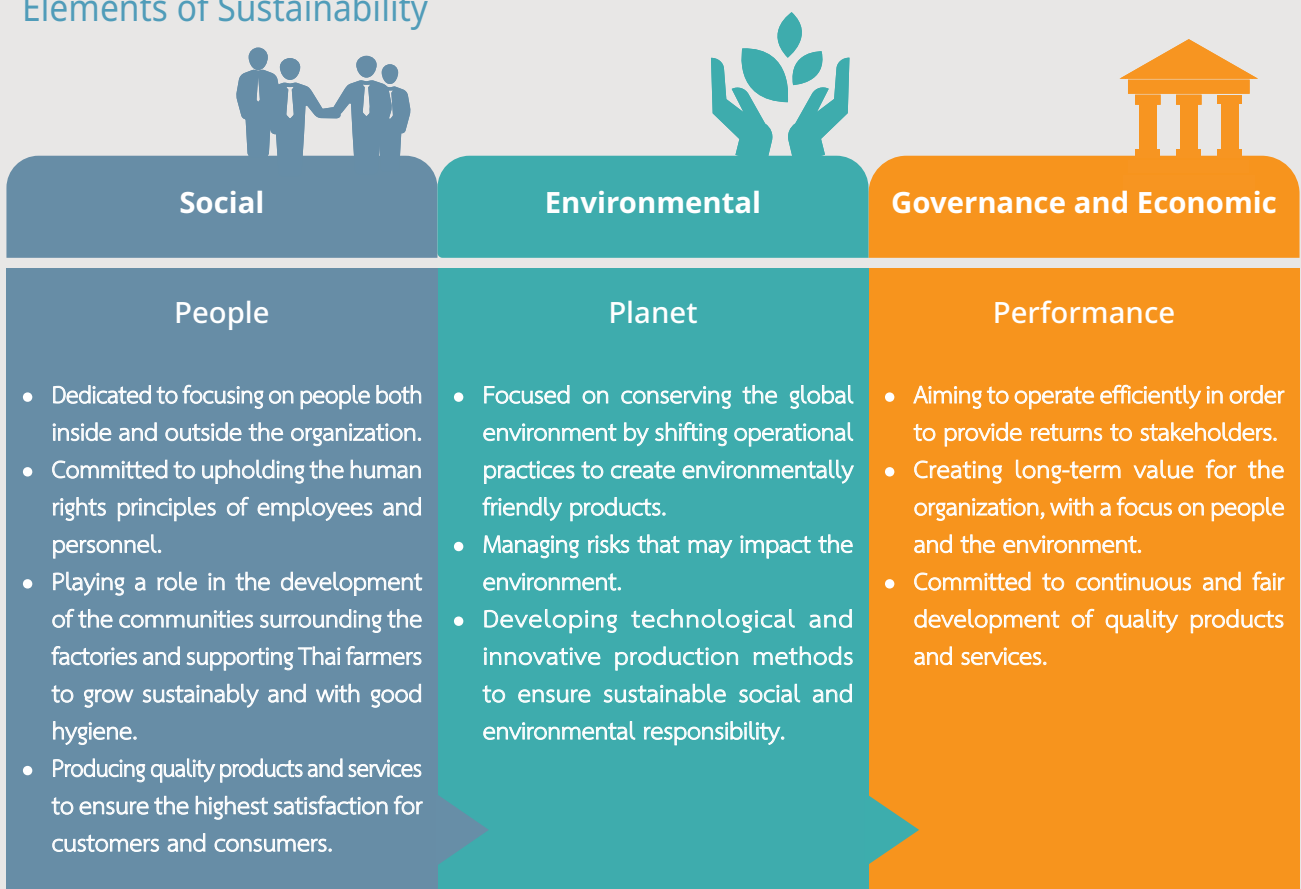 Elements of Sustainability
Social
People
• Dedicated to focusing on people both
inside and outside the organization.
• Committed to upholding the human
rights principles of employees and
personnel.
• Playing a role in the development
of the communities surrounding the
factories and supporting Thai farmers
to grow sustainably and with good
hygiene.
• Producing quality products and services
to ensure the highest satisfaction for
customers and consumers.
Environmental
Planet
• Focused on conserving the global
environment by shifting operational
practices to create environmentally
friendly products.
• Managing risks that may impact the
environment.
• Developing technological and
innovative production methods
to ensure sustainable social and
environmental responsibility.
Governance and Economic
Performance
• Aiming to operate efficiently in order
to provide returns to stakeholders.
• Creating long-term value for the
organization, with a focus on people
and the environment.
• Committed to continuous and fair
development of quality products
and services.